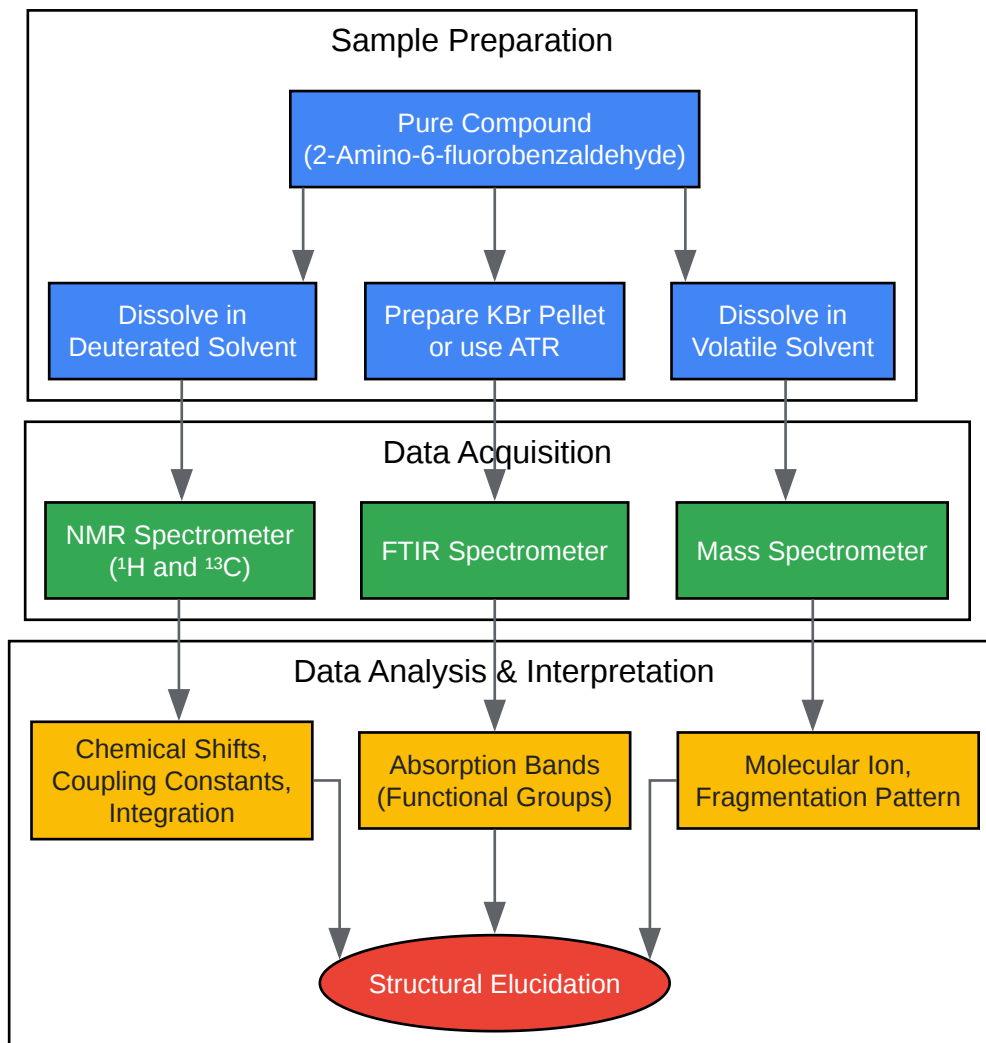 Sample Preparation
Pure Compound
(2-Amino-6-fluorobenzaldehyde)
Dissolve in
Deuterated Solvent
Prepare KBr Pellet
or use ATR
Dissolve in
Volatile Solvent
Data Acquisition
NMR Spectrometer
(¹H and ¹³C)
FTIR Spectrometer
Mass Spectrometer
Data Analysis & Interpretation
Chemical Shifts,
Coupling Constants,
Integration
Absorption Bands
(Functional Groups)
Molecular Ion,
Fragmentation Pattern
Structural Elucidation